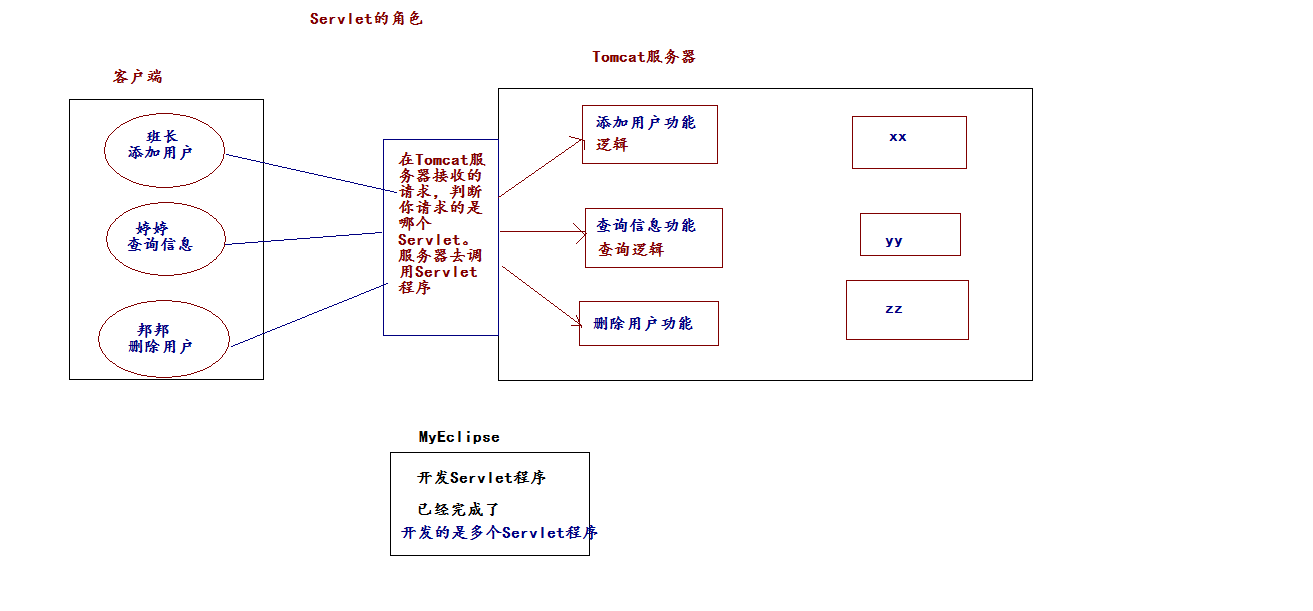 Servlet的角色
Tomcat服务器
客户端
班长
添加用户
婷婷
查询信息
邦邦
删除用户
在Tomcat服
务器接收的
请求，判断
你请求的是
哪个
Servlet。
服务器去调
用Servlet
程序
添加用户功能
逻辑
查询信息功能
查询逻辑
删除用户功能
xx
yy
zz
MyEclipse
开发Servlet程序
已经完成了
开发的是多个Servlet程序